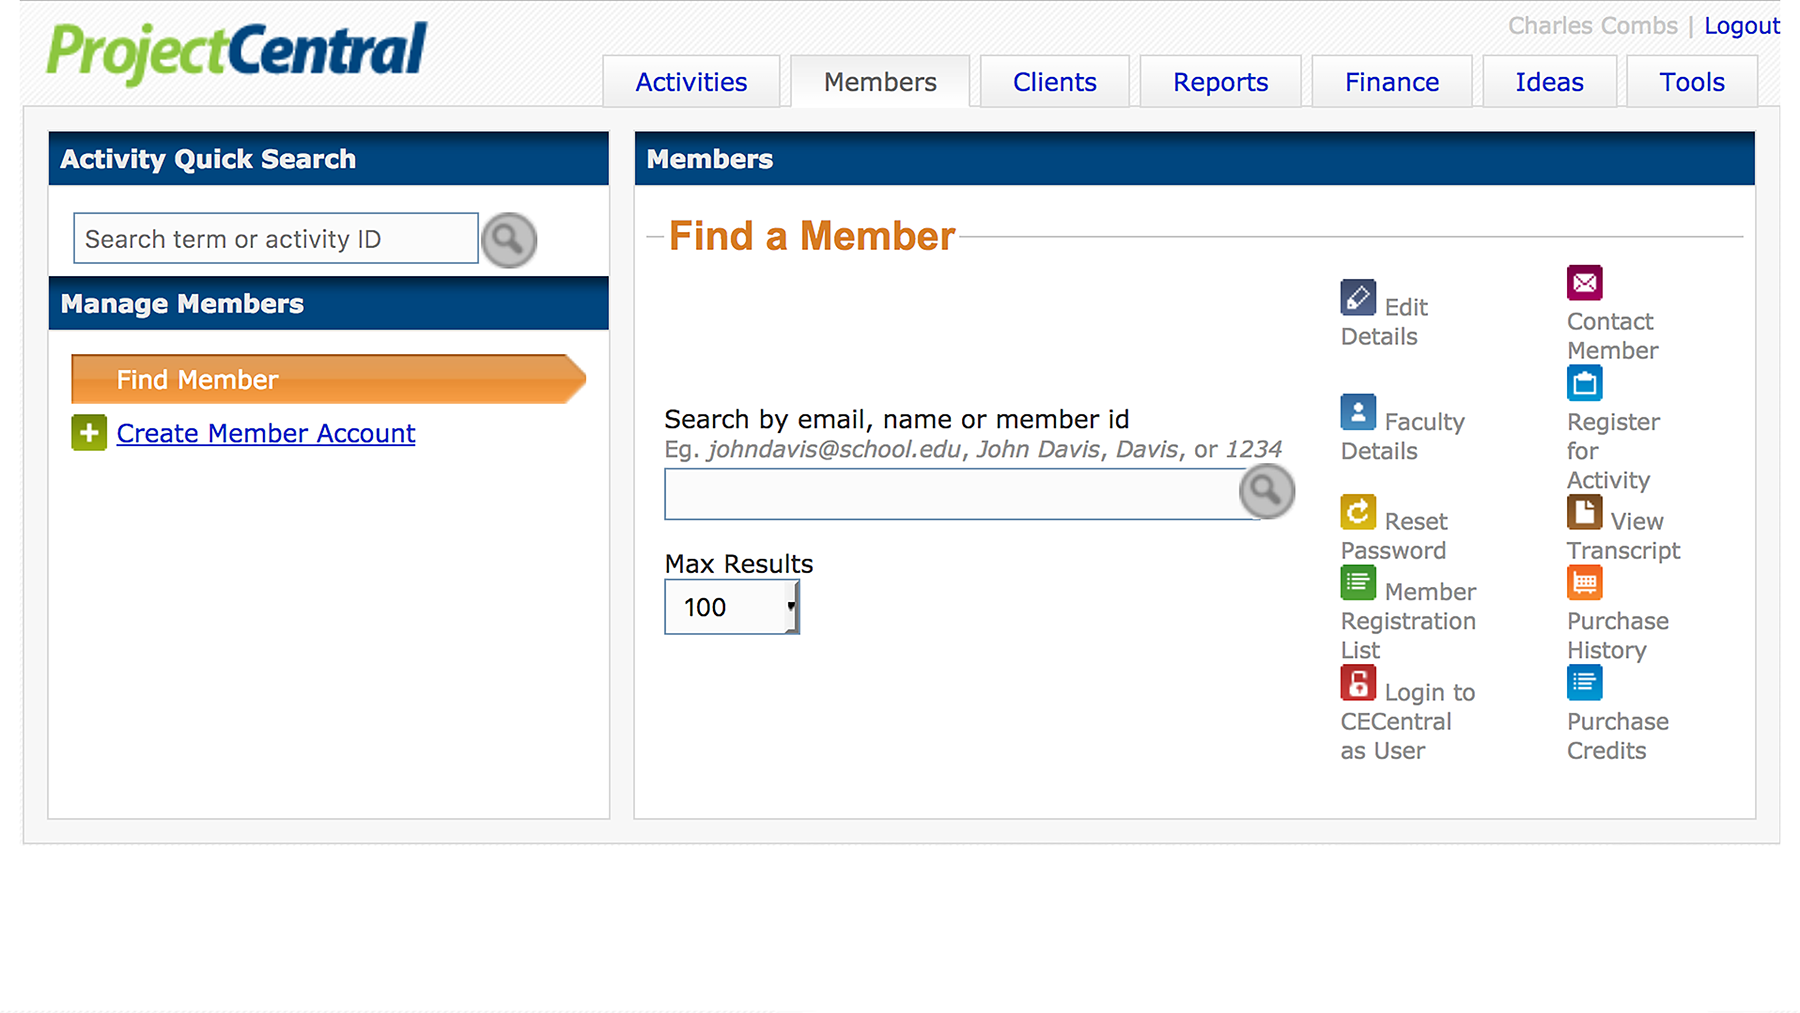 ProjectCentral
Charles Combs | Logout
Activities
Members
Clients
Reports
Finance
Ideas
Tools
Activity Quick Search
Search term or activity ID
Manage Members
Find Member
Create Member Account
Members
Find a Member
Search by email, name or member id
Eg. johndavis@school.edu, John Davis, Davis, or 1234
Max Results
100
Edit
Details
Contact
Member
Faculty
Details
Register
for
Activity
Reset
Password
View
Transcript
Member
Registration
List
Purchase
History
Login to
CECentral
as User
Purchase
Credits